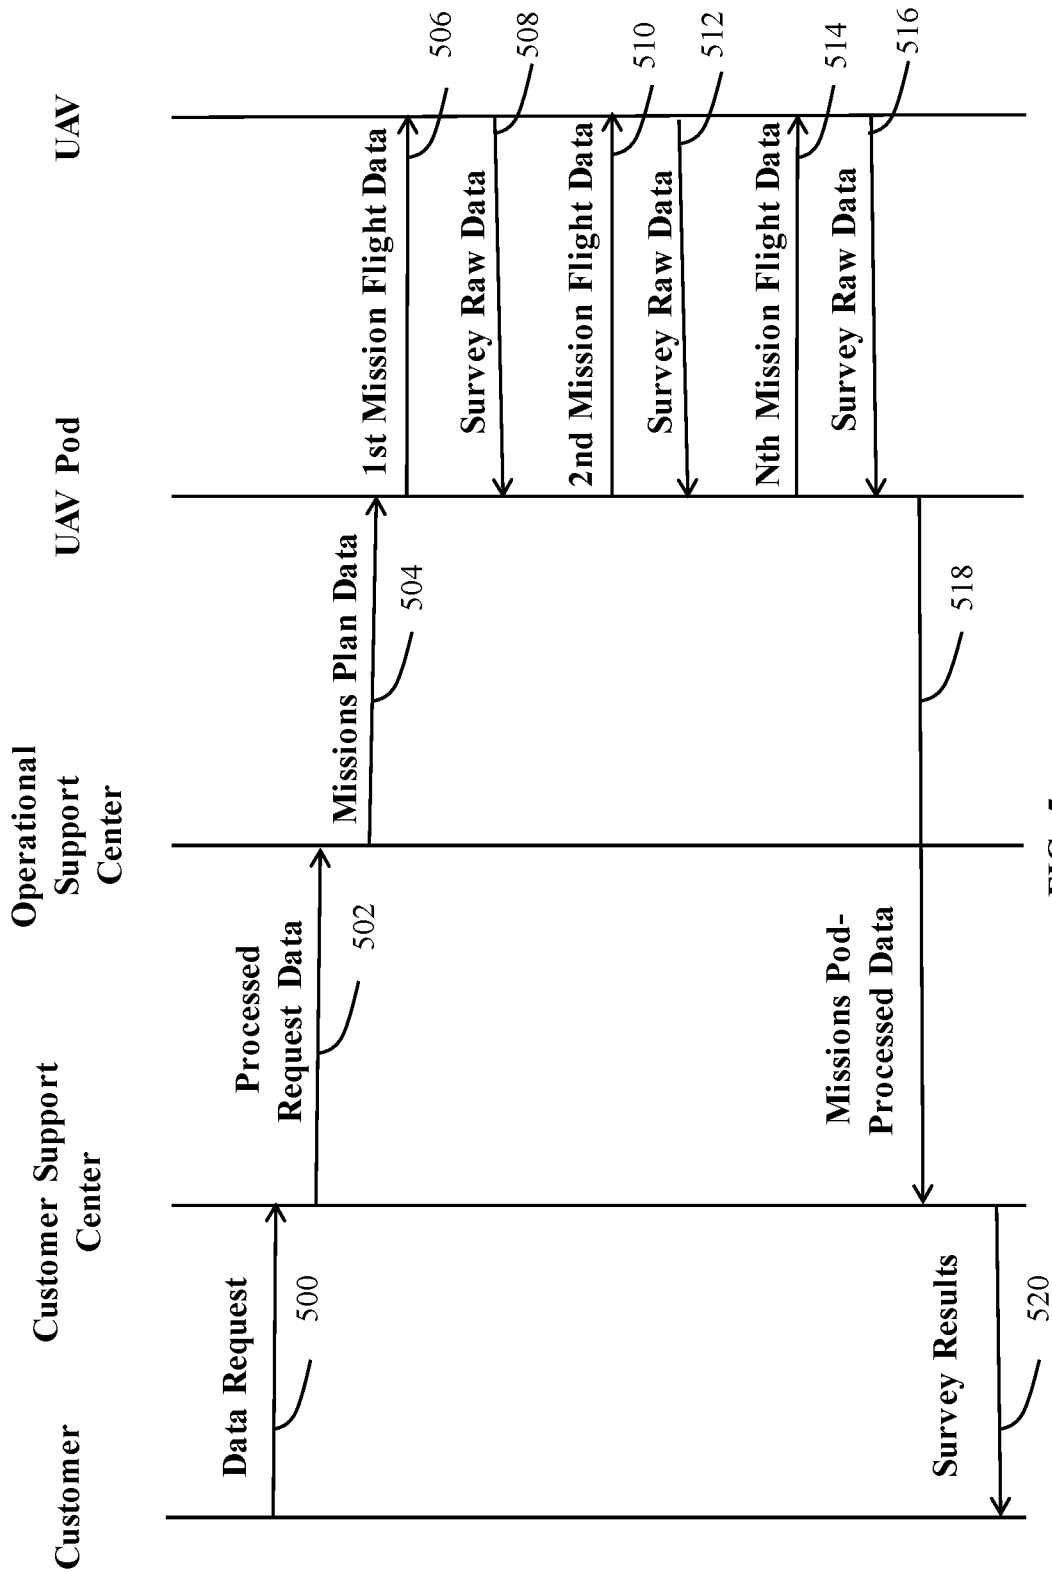 Customer
Customer Support
Center
Operational
Support
Center
UAV Pod
UAV
Data Request
500
Processed
Request Data
502
Missions Plan Data
504
1st Mission Flight Data
506
Survey Raw Data
508
2nd Mission Flight Data
510
Survey Raw Data
512
Nth Mission Flight Data
514
Survey Raw Data
516
Missions Pod-
Processed Data
518
Survey Results
520